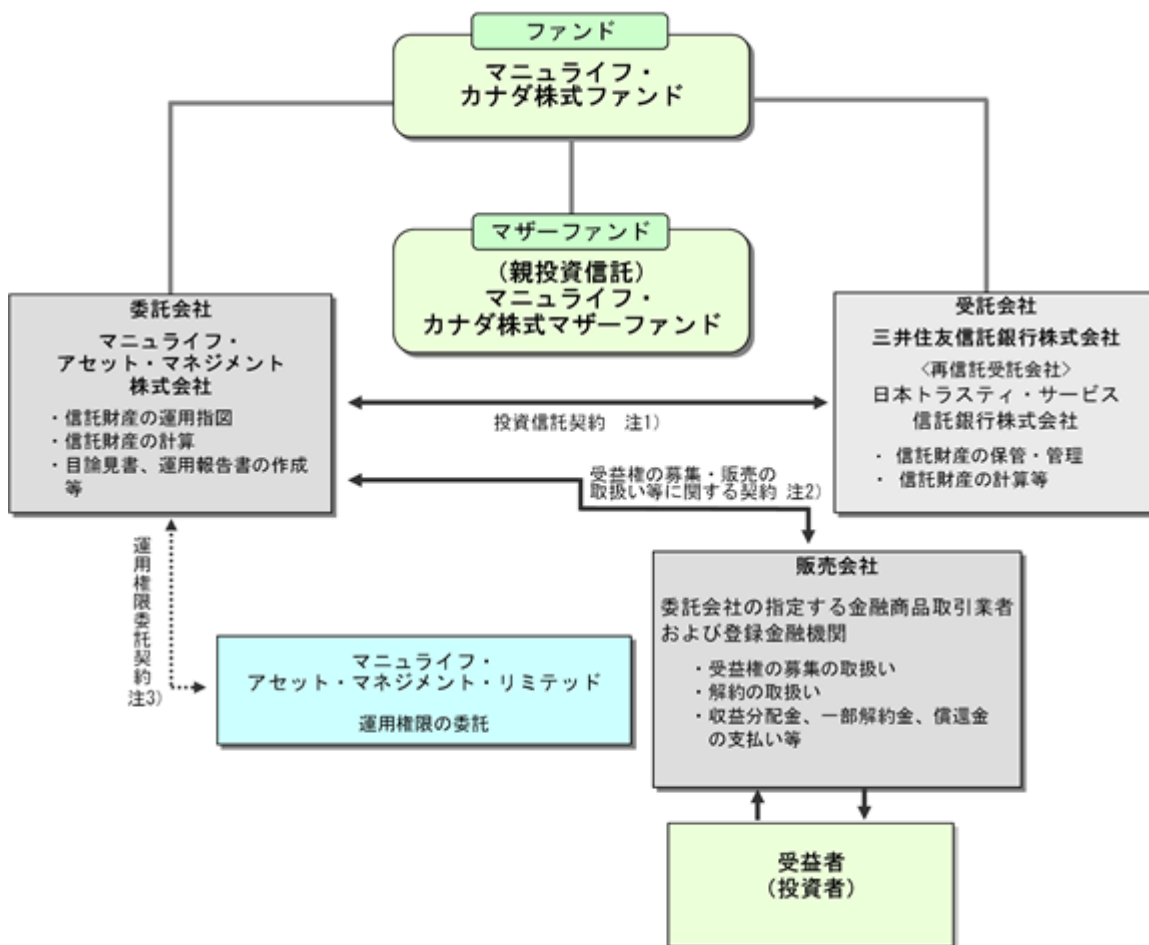 ファンド
マニュライフ・
カナダ株式ファンド
マザーファンド
（親投資信託）
マニュライフ・
カナダ株式マザーファンド
委託会社
マニュライフ・
アセット・マネジメント
株式会社
・信託財産の運用指図
・信託財産の計算
・目論見書、運用報告書の作成
等
受託会社
三井住友信託銀行株式会社
〈再信託受託会社〉
日本トラスティ・サービス
信託銀行株式会社
・ 信託財産の保管・管理
・ 信託財産の計算等
投資信託契約 注1）
受益権の募集・販売の
取扱い等に関する契約 注2）
運用権限委託契約
注3）
マニュライフ・
アセット・マネジメント・リミテッド
運用権限の委託
販売会社
委託会社の指定する金融商品取引業者
および登録金融機関
・受益権の募集の取扱い
・解約の取扱い
・収益分配金、一部解約金、償還金
の支払い等
受益者
（投資者）